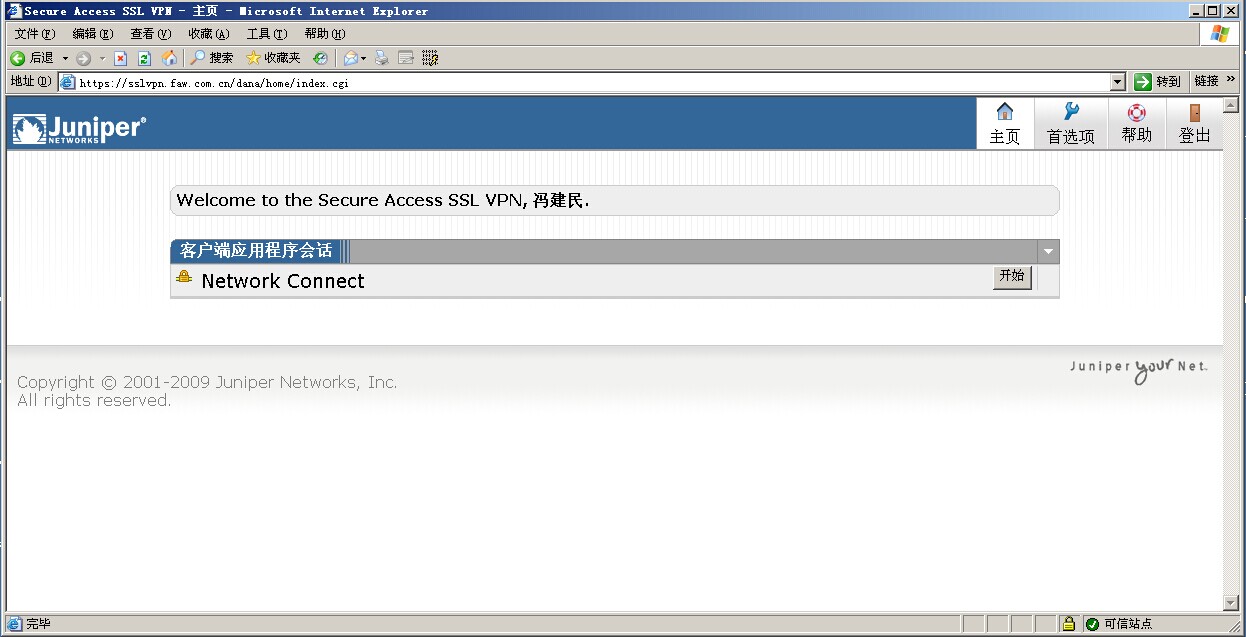 Secure Access SSL VPN - 主页 - Microsoft Internet Explorer
文件(F) 编辑(E) 查看(V) 收藏(A) 工具(T) 帮助(H)
后退 搜索 收藏夹
地址(D) https://sslvpn.faw.com.cn/dana/home/index.cgi 转到 链接 »
Juniper®
NETWORKS
主页 首选项 帮助 登出
Welcome to the Secure Access SSL VPN, 冯建民.
客户端应用程序会话
Network Connect 开始
Juniper your Net.
Copyright © 2001-2009 Juniper Networks, Inc.
All rights reserved.
完毕 可信站点